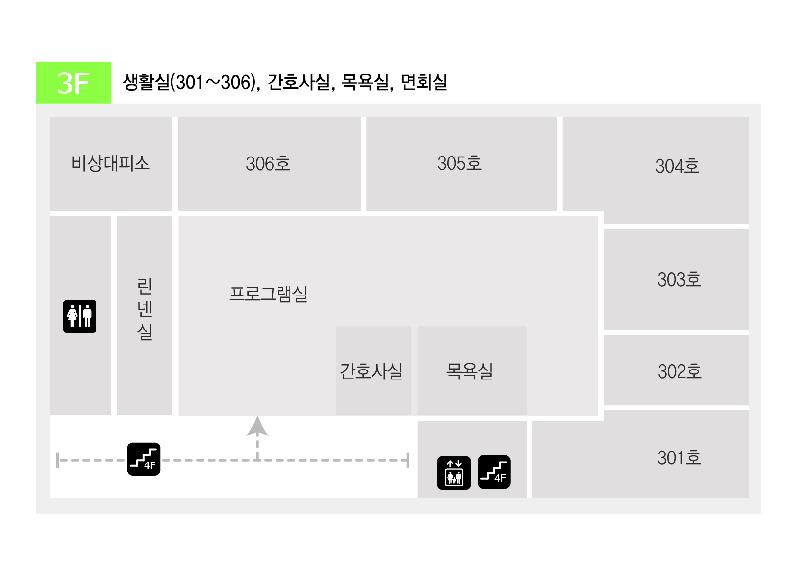 3F
생활실(301~306), 간호사실, 목욕실, 면회실
비상대피소
306호
305호
304호
린넨실
프로그램실
303호
간호사실
목욕실
302호
301호
4F
4F